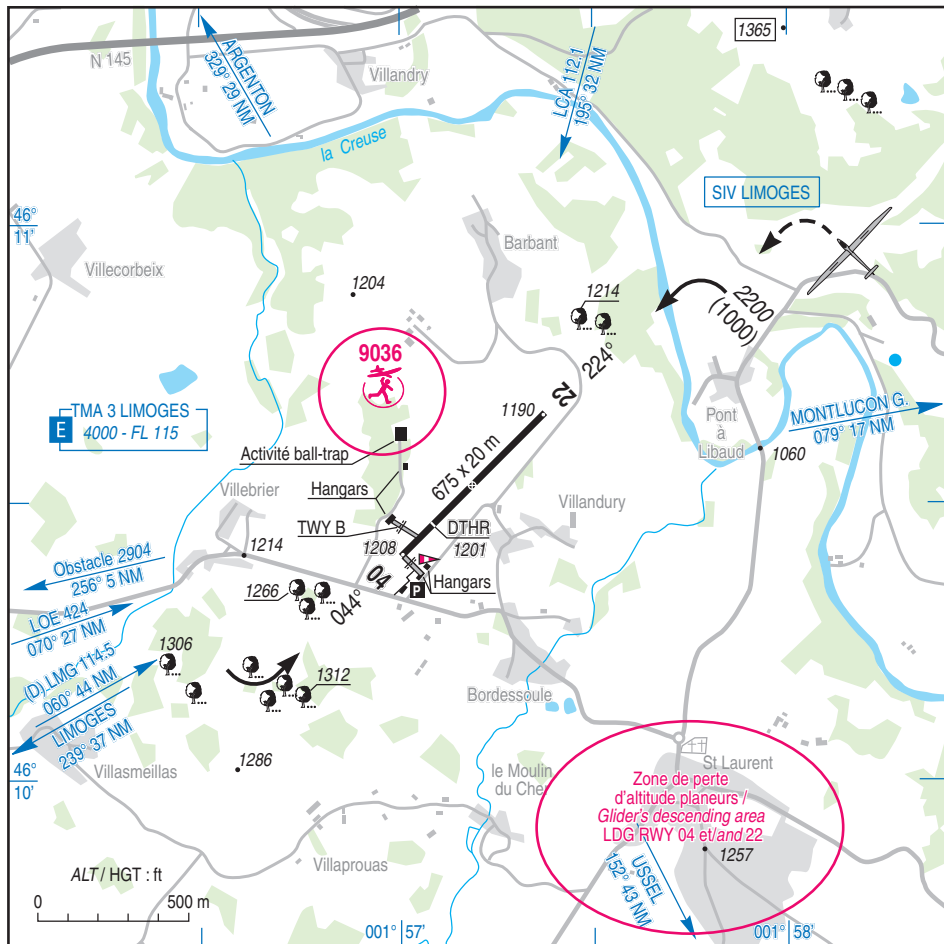 1365
N 145
ARGENTON
329° 29 NM
Villandry
LCA 112.1
195° 32 NM
la Creuse
SIV LIMOGES
46°
11'
Barbant
Villecorbeix
1204
1214
2200
(1000)
9036
224°
22
1190
TMA 3 LIMOGES
E
4000 - FL 115
Pont
à
Libaud
MONTLUCON G.
079° 17 NM
Activité ball-trap
675 x 20 m
1060
Hangars
Villebrier
Villandury
TWY B
DTHR
1208
1201
1214
Obstacle 2904
256° 5 NM
Hangars
04
P
044°
1266
LOE 424
070° 27 NM
1306
(D) LMG 114.5
060° 44 NM
1312
LIMOGES
239° 37 NM
Bordessoule
Villasmeillas
1286
46°
10'
le Moulin
du Cher
St Laurent
Zone de perte
d'altitude planeurs /
Glider's descending area
LDG RWY 04 et/and 22
1257
USSEL
152° 43 NM
Villaprouas
ALT / HGT : ft
0 500 m
001° 57'
001° 58'